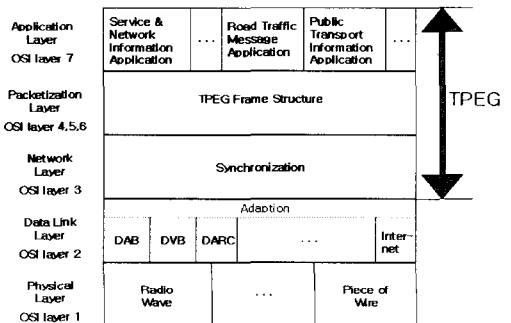 Application
Layer
OSI layer 7
Service &
Network
Information
Application
...
Road Traffic
Message
Application
Public
Transport
Information
Application
...
Packetization
Layer
OSI layer 4,5,6
TPEG Frame Structure
TPEG
Network
Layer
OSI layer 3
Synchronization
Adaption
Data Link
Layer
OSI layer 2
DAB
DVB
DARC
...
Inter-
net
Physical
Layer
OSI layer 1
Radio
Wave
...
Piece of
Wire